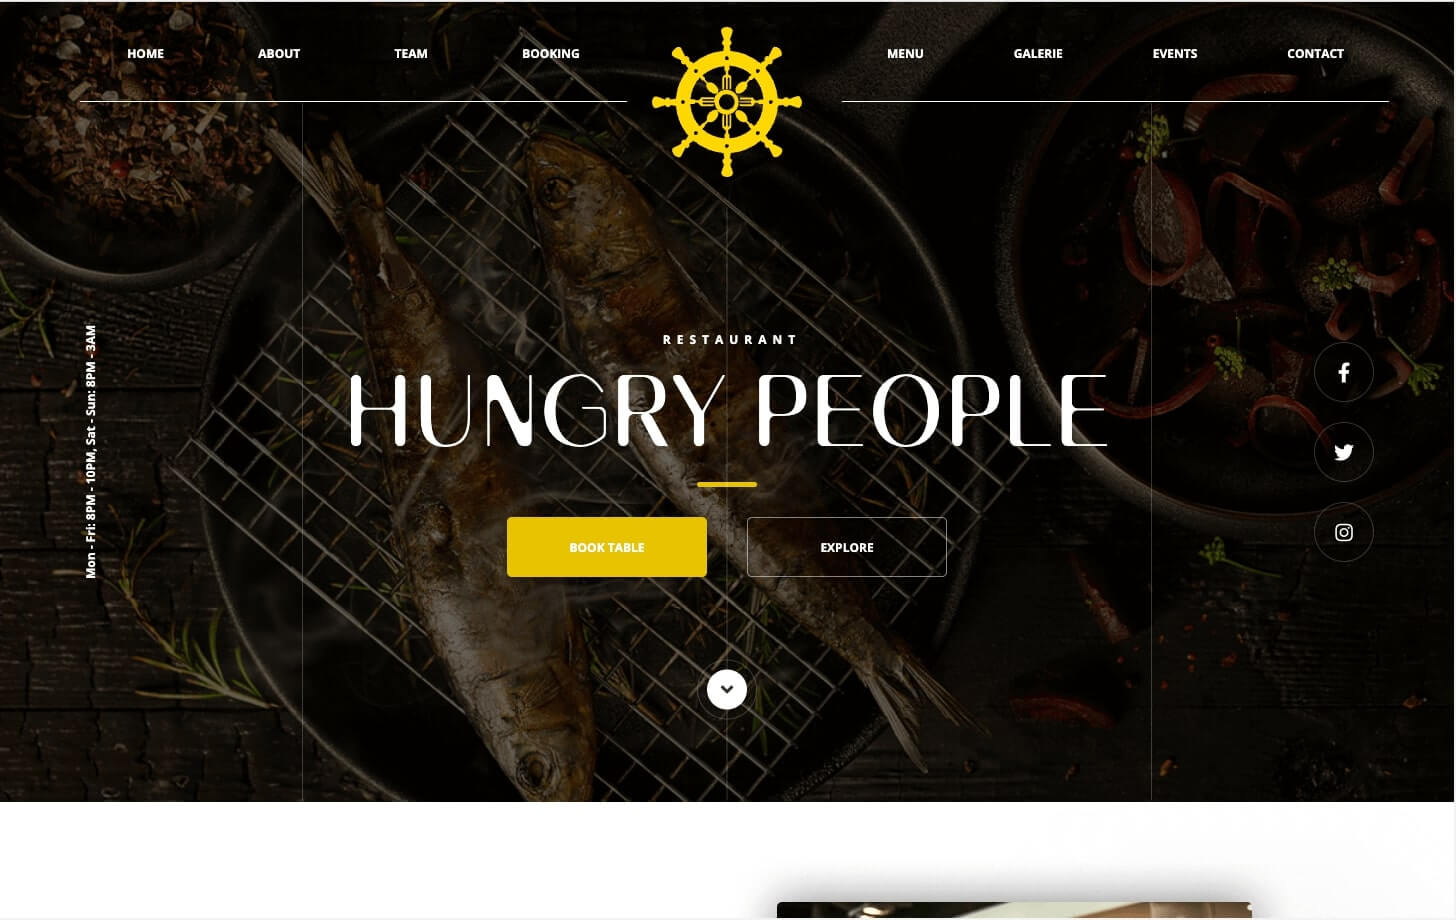 HOME
ABOUT
TEAM
BOOKING
MENU
GALERIE
EVENTS
CONTACT
Mon - Fri: 8PM - 10PM, Sat - Sun: 8PM - 3AM
RESTAURANT
HUNGRY PEOPLE
BOOK TABLE
EXPLORE